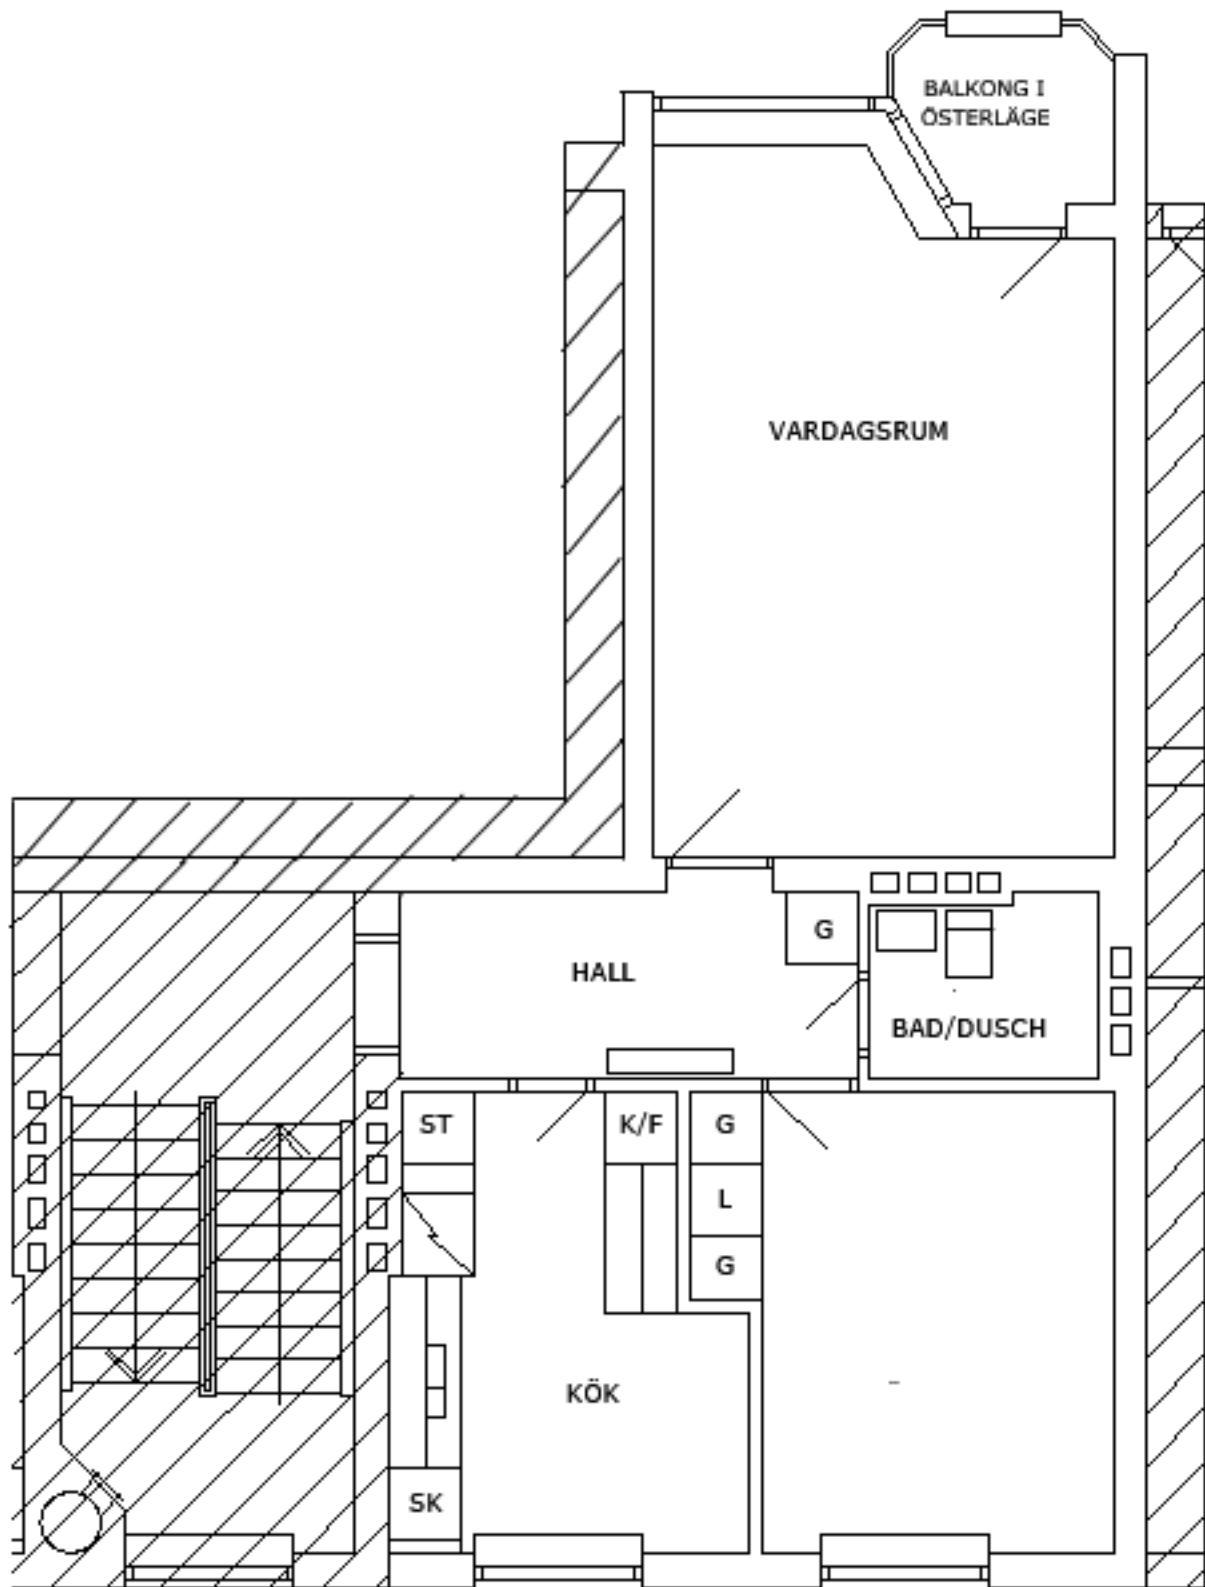 BALKONG I
ÖSTERLÄGE
VARDAGSRUM
G
HALL
BAD/DUSCH
ST
K/F
G
L
G
KÖK
SK